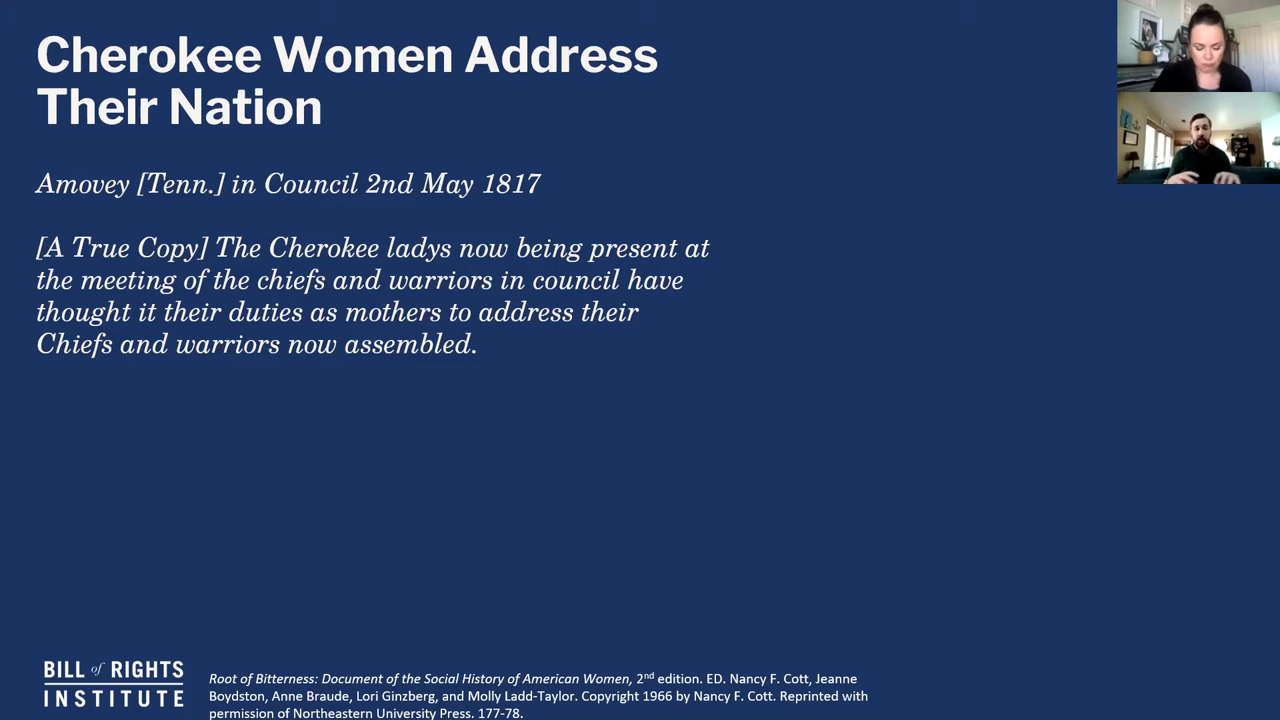 Cherokee Women Address
Their Nation
Amovey [Tenn.] in Council 2nd May 1817
[A True Copy] The Cherokee ladys now being present at
the meeting of the chiefs and warriors in council have
thought it their duties as mothers to address their
Chiefs and warriors now assembled.
BILL of RIGHTS
INSTITUTE
Root of Bitterness: Document of the Social History of American Women, 2nd edition. ED. Nancy F. Cott, Jeanne
Boydston, Anne Braude, Lori Ginzberg, and Molly Ladd-Taylor. Copyright 1966 by Nancy F. Cott. Reprinted with
permission of Northeastern University Press. 177-78.